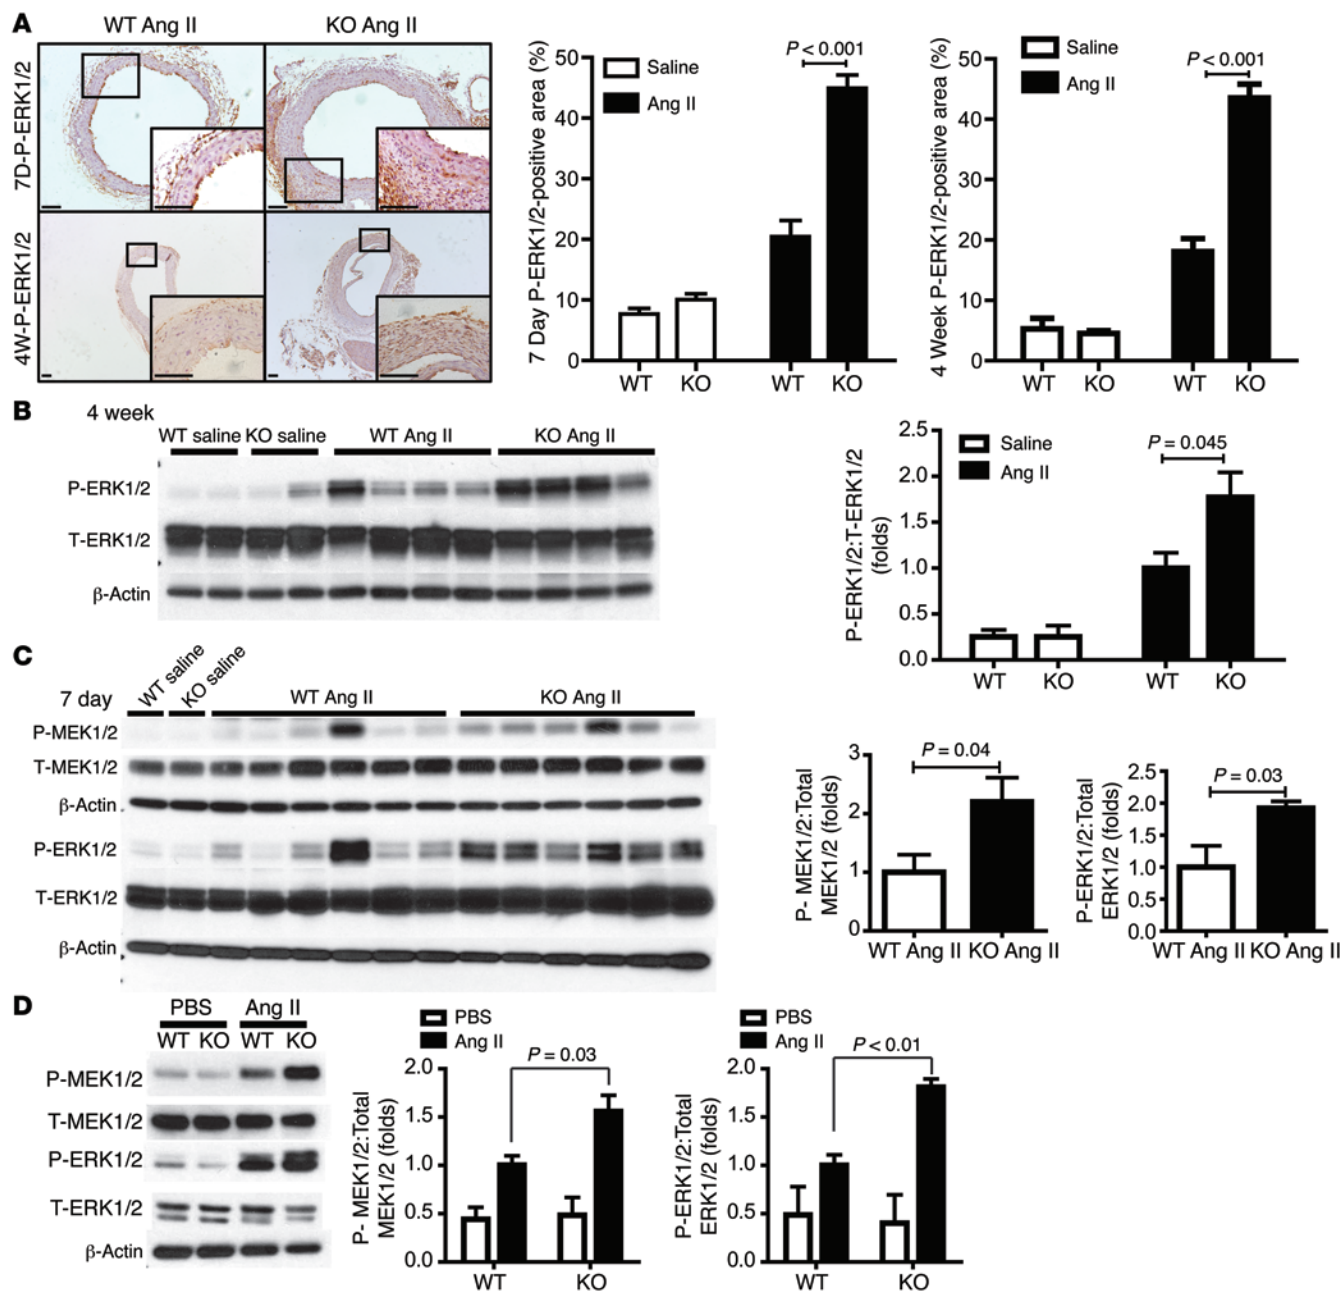 A
WT Ang II
KO Ang II
7D-P-ERK1/2
4W-P-ERK1/2
7 Day P-ERK1/2-positive area (%)
50
40
30
20
10
0
Saline
Ang II
P < 0.001
WT
KO
WT
KO
4 Week P-ERK1/2-positive area (%)
50
40
30
20
10
0
Saline
Ang II
P < 0.001
WT
KO
WT
KO
B
4 week
WT saline
KO saline
WT Ang II
KO Ang II
P-ERK1/2
T-ERK1/2
β-Actin
P-ERK1/2:T-ERK1/2
(folds)
2.5
2.0
1.5
1.0
0.5
0.0
Saline
Ang II
P = 0.045
WT
KO
WT
KO
C
7 day
WT saline
KO saline
WT Ang II
KO Ang II
P-MEK1/2
T-MEK1/2
β-Actin
P-ERK1/2
T-ERK1/2
β-Actin
P- MEK1/2:Total
MEK1/2 (folds)
3
2
1
0
P = 0.04
WT Ang II
KO Ang II
P-ERK1/2:Total
ERK1/2 (folds)
2.5
2.0
1.5
1.0
0.5
0.0
P = 0.03
WT Ang II
KO Ang II
D
PBS
Ang II
WT
KO
WT
KO
P-MEK1/2
T-MEK1/2
P-ERK1/2
T-ERK1/2
β-Actin
P- MEK1/2:Total
MEK1/2 (folds)
2.0
1.5
1.0
0.5
0.0
PBS
Ang II
P = 0.03
WT
KO
P-ERK1/2:Total
ERK1/2 (folds)
2.0
1.5
1.0
0.5
0.0
PBS
Ang II
P < 0.01
WT
KO